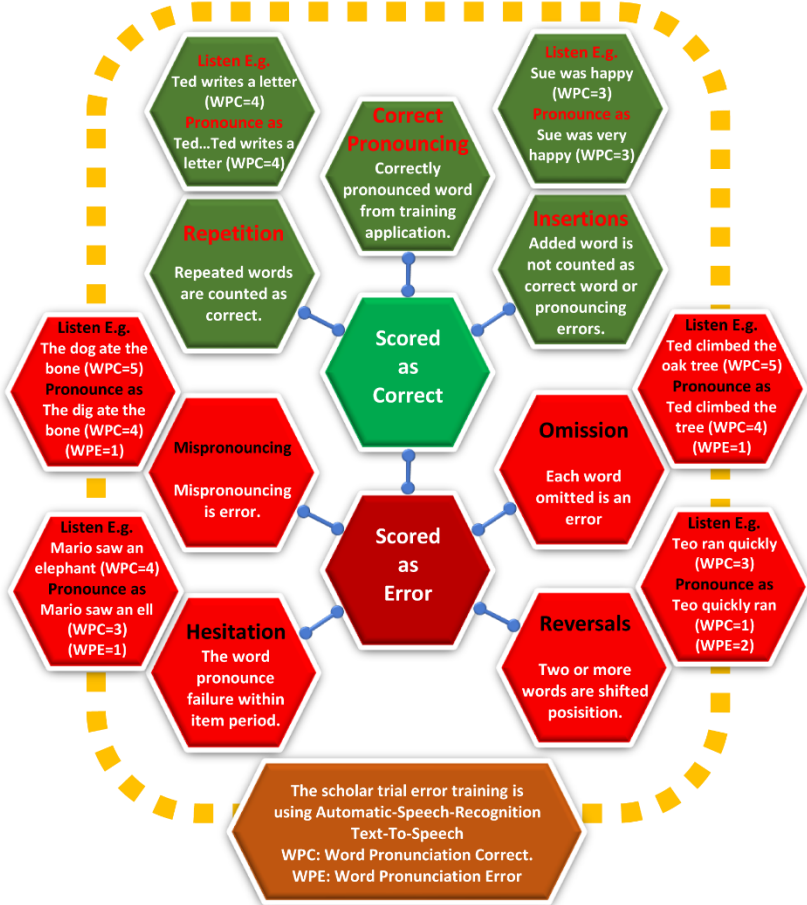 Listen E.g.
Ted writes a letter
(WPC=4)
Pronounce as
Ted...Ted writes a
letter (WPC=4)
Listen E.g.
Sue was happy
(WPC=3)
Pronounce as
Sue was very
happy (WPC=3)
Correct
Pronouncing
Correctly
pronounced word
from training
application.
Repetition
Repeated words
are counted as
correct.
Insertions
Added word is
not counted as
correct word or
pronouncing
errors.
Scored
as
Correct
Listen E.g.
The dog ate the
bone (WPC=5)
Pronounce as
The dig ate the
bone (WPC=4)
(WPE=1)
Listen E.g.
Ted climbed the
oak tree (WPC=5)
Pronounce as
Ted climbed the
tree (WPC=4)
(WPE=1)
Mispronouncing
Mispronouncing
is error.
Omission
Each word
omitted is an
error
Scored
as
Error
Listen E.g.
Mario saw an
elephant (WPC=4)
Pronounce as
Mario saw an ell
(WPC=3)
(WPE=1)
Listen E.g.
Teo ran quickly
(WPC=3)
Pronounce as
Teo quickly ran
(WPC=1)
(WPE=2)
Hesitation
The word
pronounce
failure within
item period.
Reversals
Two or more
words are shifted
posisition.
The scholar trial error training is
using Automatic-Speech-Recognition
Text-To-Speech
WPC: Word Pronunciation Correct.
WPE: Word Pronunciation Error